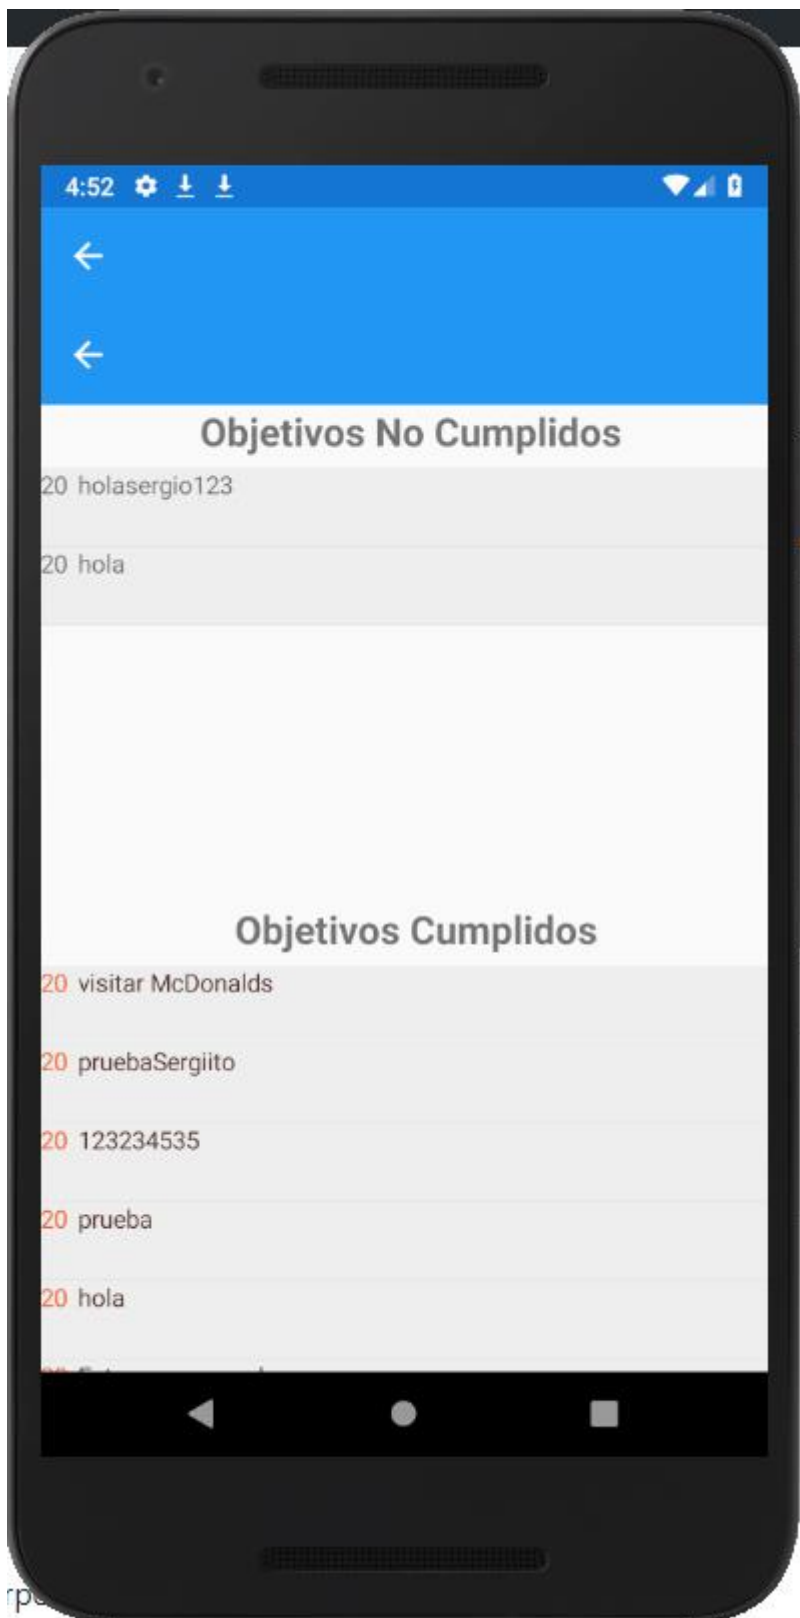 4:52
Objetivos No Cumplidos
20 holasergio123
20 hola
Objetivos Cumplidos
20 visitar McDonalds
20 pruebaSergiito
20 123234535
20 prueba
20 hola